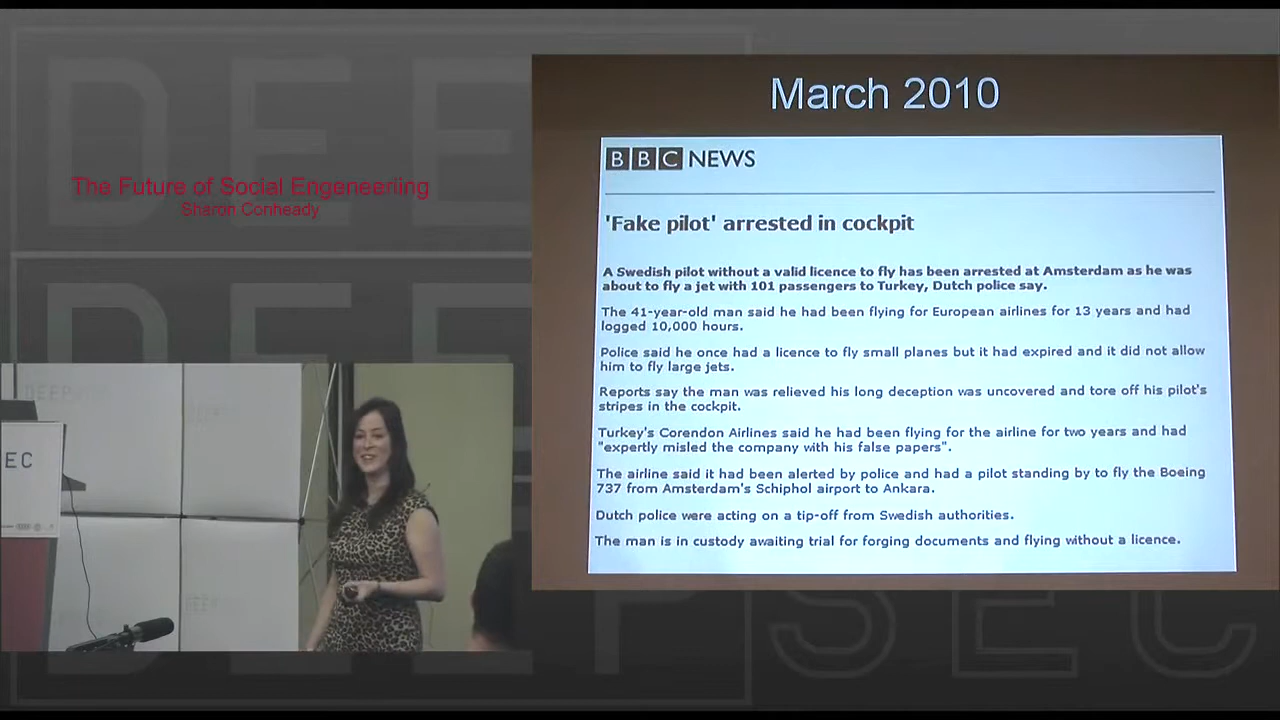 The Future of Social Engeneeriing
Sharon Conheady
March 2010
BBC NEWS
'Fake pilot' arrested in cockpit
A Swedish pilot without a valid licence to fly has been arrested at Amsterdam as he was
about to fly a jet with 101 passengers to Turkey, Dutch police say.
The 41-year-old man said he had been flying for European airlines for 13 years and had
logged 10,000 hours.
Police said he once had a licence to fly small planes but it had expired and it did not allow
him to fly large jets.
Reports say the man was relieved his long deception was uncovered and tore off his pilot's
stripes in the cockpit.
Turkey's Corendon Airlines said he had been flying for the airline for two years and had
"expertly misled the company with his false papers".
The airline said it had been alerted by police and had a pilot standing by to fly the Boeing
737 from Amsterdam's Schiphol airport to Ankara.
Dutch police were acting on a tip-off from Swedish authorities.
The man is in custody awaiting trial for forging documents and flying without a licence.
DEE
DEE
DEEPSEC
SEC